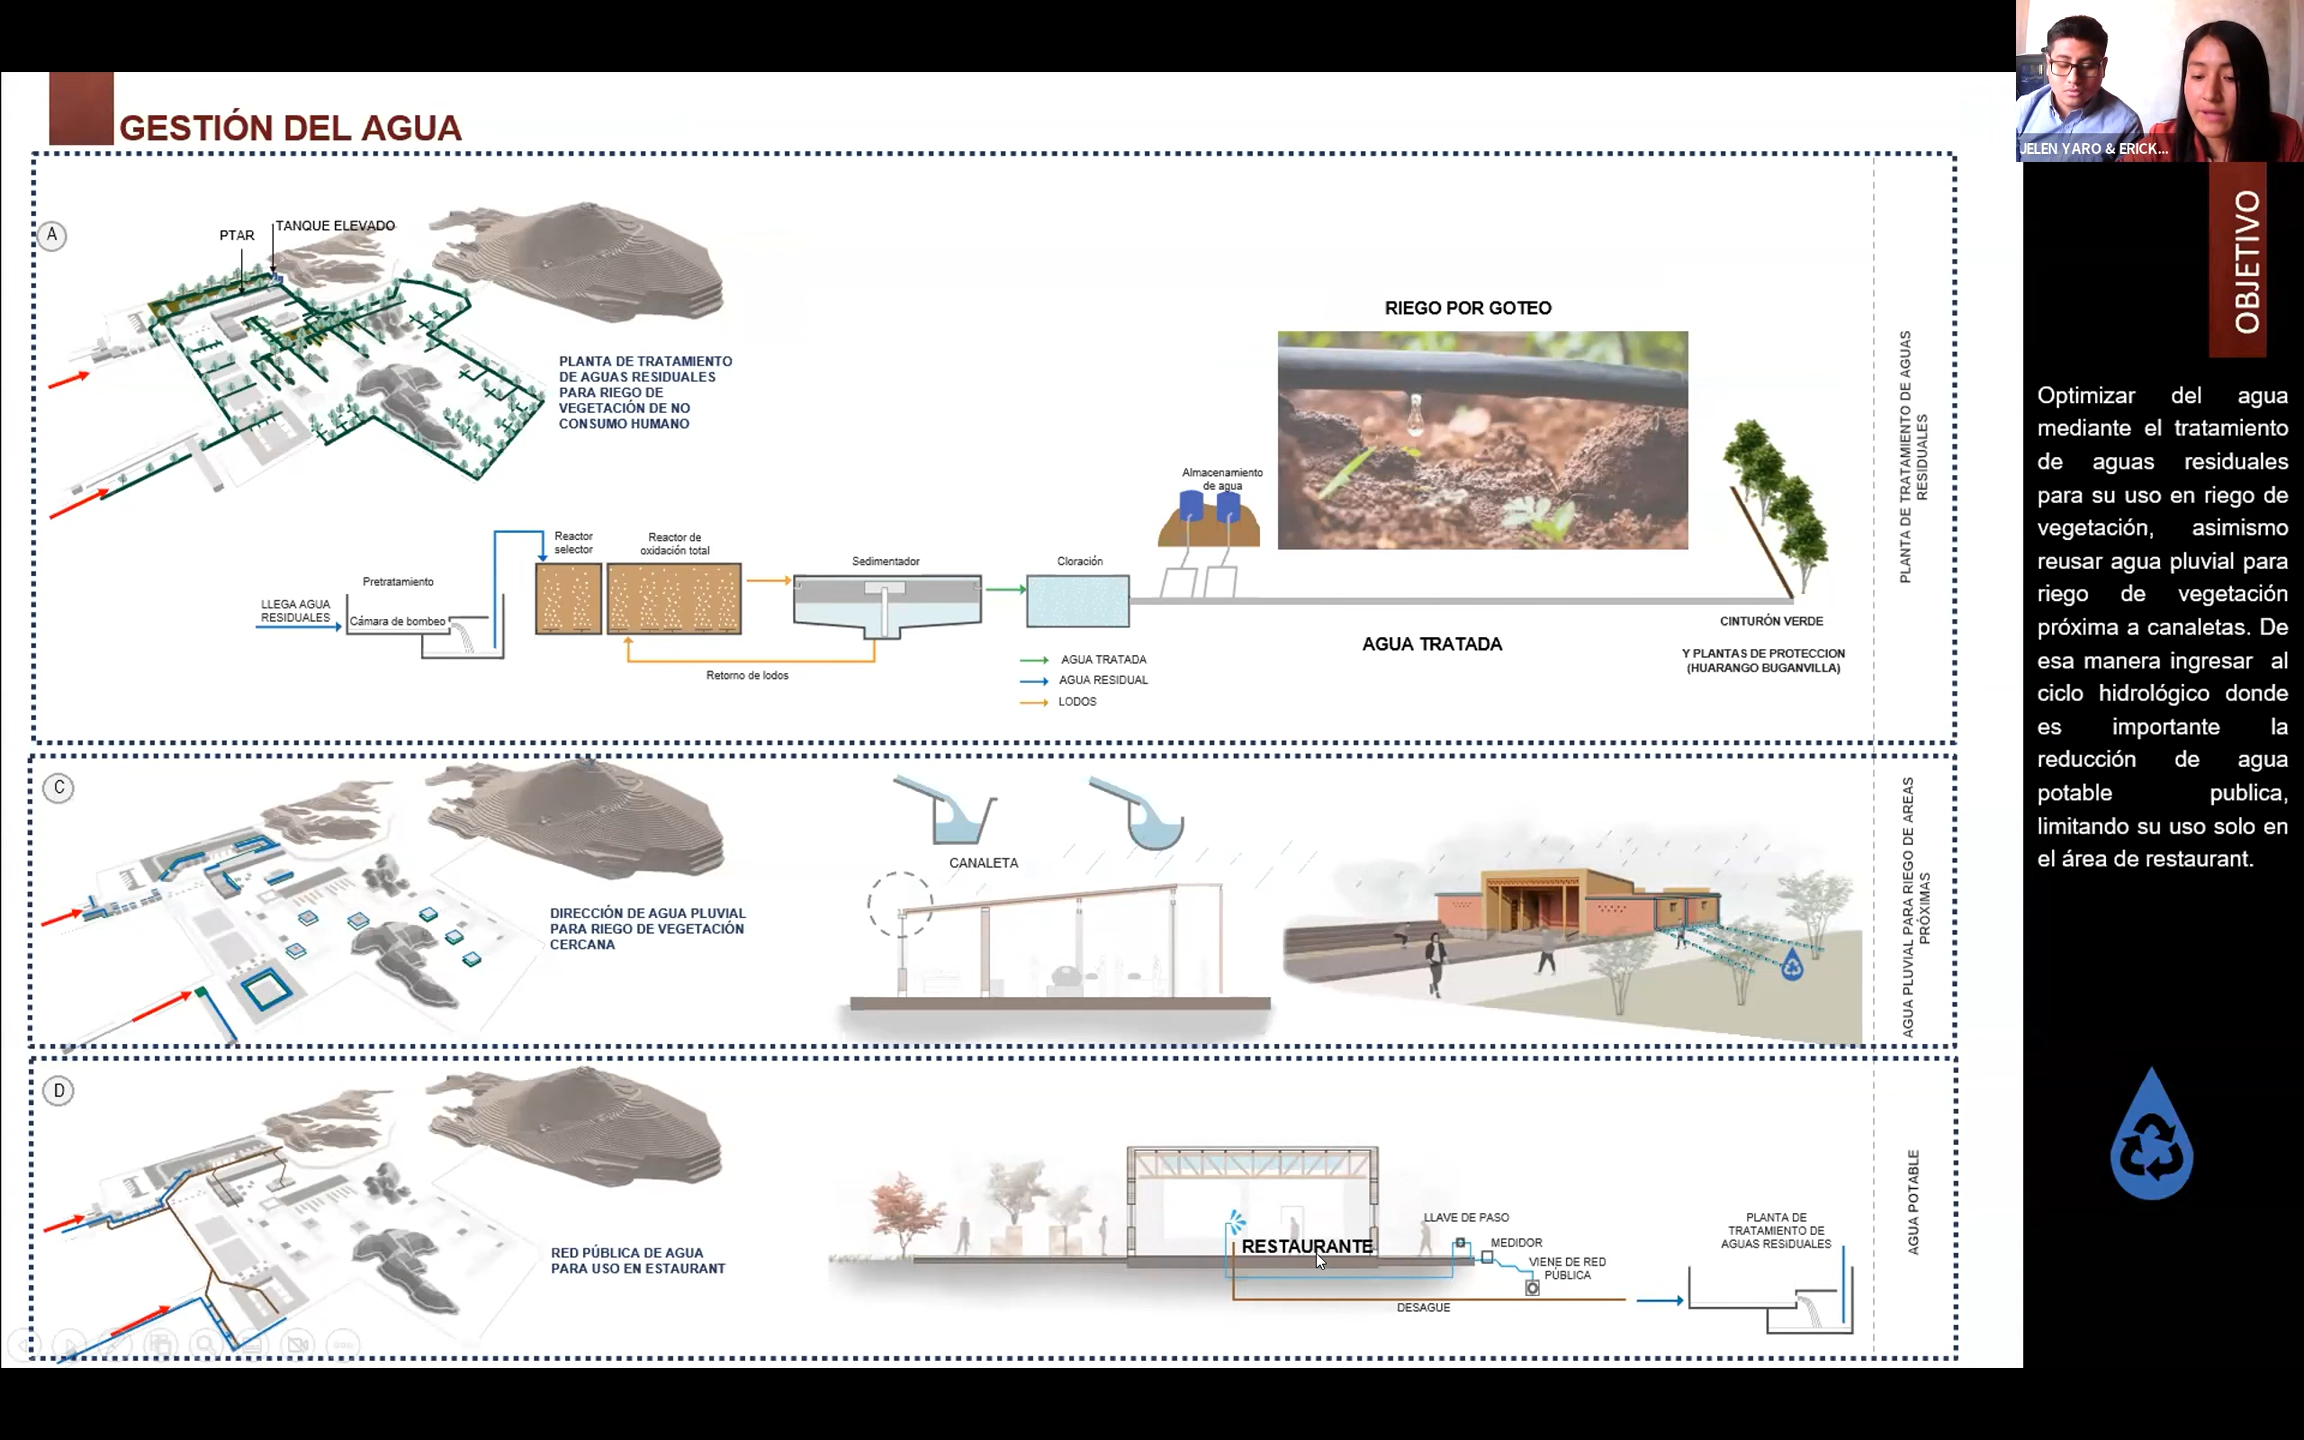 GESTIÓN DEL AGUA
A
PTAR
TANQUE ELEVADO
PLANTA DE TRATAMIENTO
DE AGUAS RESIDUALES
PARA RIEGO DE
VEGETACIÓN DE NO
CONSUMO HUMANO
RIEGO POR GOTEO
Almacenamiento
de agua
Reactor
selector
Reactor de
oxidación total
Sedimentador
Cloración
Pretratamiento
LLEGA AGUA
RESIDUALES
Cámara de bombeo
Retorno de lodos
AGUA TRATADA
AGUA RESIDUAL
LODOS
AGUA TRATADA
CINTURÓN VERDE
Y PLANTAS DE PROTECCION
(HUARANGO BUGANVILLA)
PLANTA DE TRATAMIENTO DE AGUAS
RESIDUALES
C
DIRECCIÓN DE AGUA PLUVIAL
PARA RIEGO DE VEGETACIÓN
CERCANA
CANALETA
AGUA PLUVIAL PARA RIEGO DE AREAS
PRÓXIMAS
D
RED PÚBLICA DE AGUA
PARA USO EN ESTAURANT
RESTAURANTE
LLAVE DE PASO
MEDIDOR
VIENE DE RED
PÚBLICA
DESAGUE
PLANTA DE
TRATAMIENTO DE
AGUAS RESIDUALES
AGUA POTABLE
JELEN YARO & ERICK...
OBJETIVO
Optimizar del agua
mediante el tratamiento
de aguas residuales
para su uso en riego de
vegetación, asimismo
reusar agua pluvial para
riego de vegetación
próxima a canaletas. De
esa manera ingresar al
ciclo hidrológico donde
es importante la
reducción de agua
potable publica,
limitando su uso solo en
el área de restaurant.